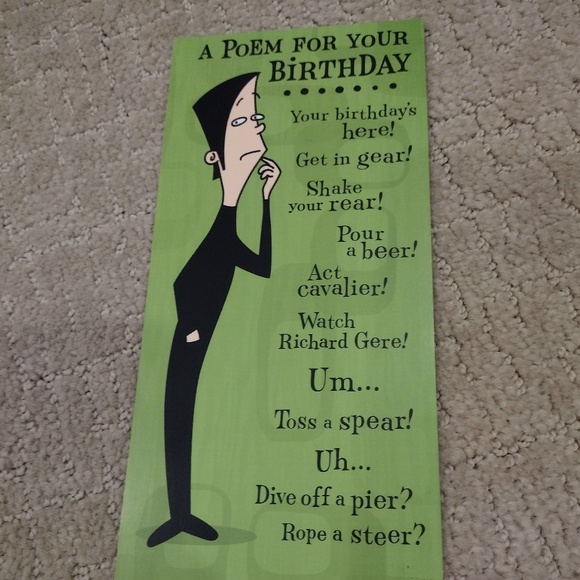 A POEM FOR YOUR
BiRTHDAY
Your birthday's
here!
Get in gear!
Shake
your rear!
Pour
a beer!
Act
cavalier!
Watch
Richard Gere!
Um...
Toss a spear!
Uh...
Dive off a pier?
Rope a steer?